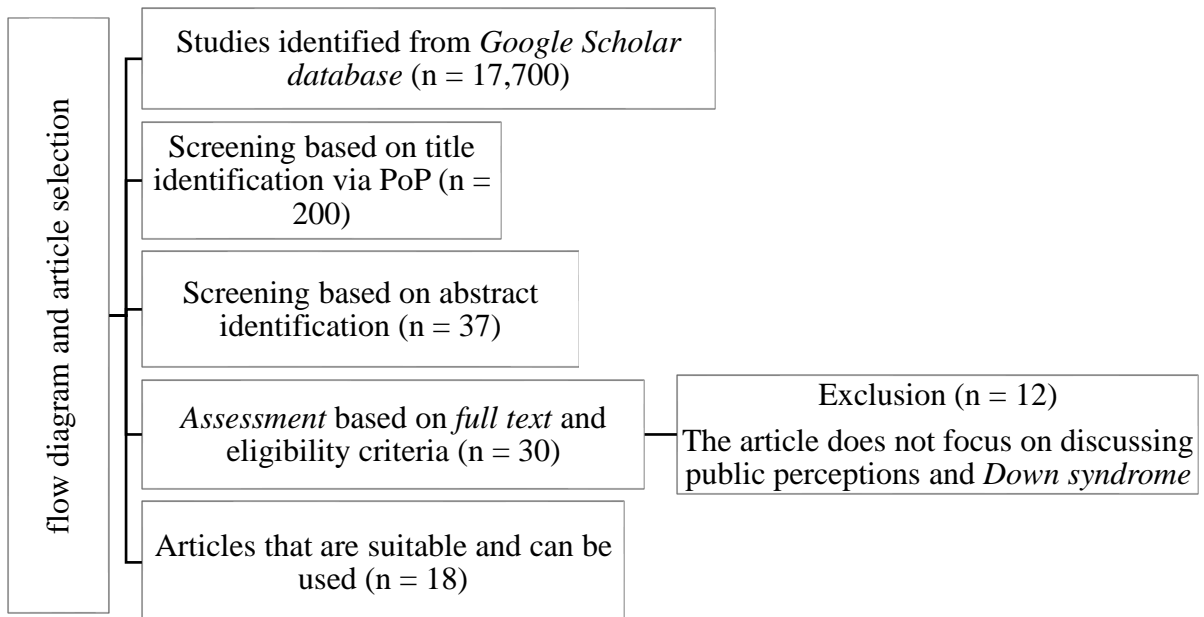 flow diagram and article selection
Studies identified from Google Scholar
database (n = 17,700)
Screening based on title
identification via PoP (n =
200)
Screening based on abstract
identification (n = 37)
Assessment based on full text and
eligibility criteria (n = 30)
Exclusion (n = 12)
The article does not focus on discussing
public perceptions and Down syndrome
Articles that are suitable and can be
used (n = 18)